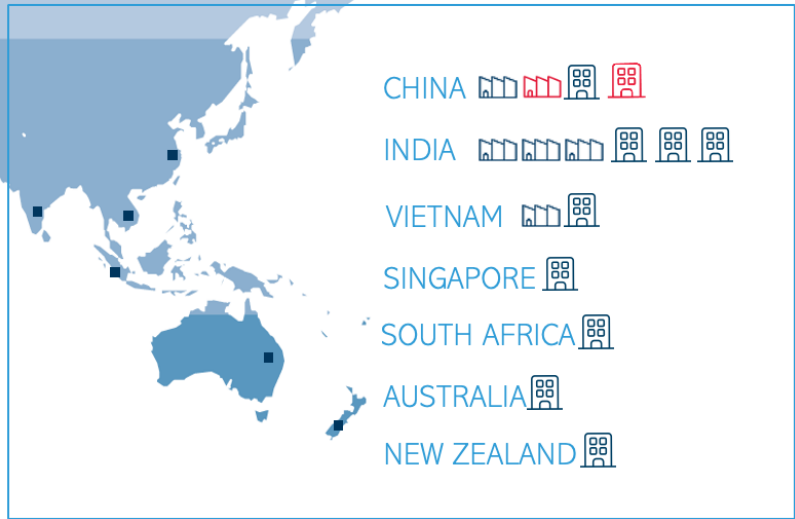 CHINA
INDIA
VIETNAM
SINGAPORE
SOUTH AFRICA
AUSTRALIA
NEW ZEALAND